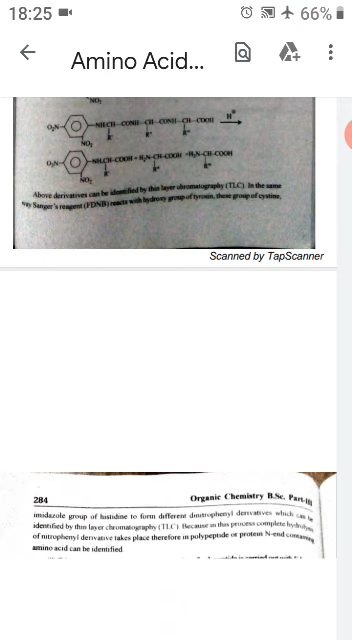 18:25
66%
Amino Acid...
NO₂
O₂N NHCH-CONH-CH-CONH-CH-COOH H⁺
R' R" R'''
NO₂
O₂N NH.CH-COOH + H₂N-CH-COOH + H₂N-CH-COOH
NO₂
Above derivatives can be identified by thin layer chromatography (TLC). In the same
way Sanger's reagent (FDNB) reacts with hydroxy group of tyrosin, those group of cystine,
Scanned by TapScanner
284 Organic Chemistry B.Sc. Part-III
imidazole group of histidine to form different dinitrophenyl derivatives which can be
identified by thin layer chromatography (TLC). Because in this process complete hydrolysis
of nitrophenyl derivative takes place therefore in polypeptide or protein N-end containing
amino acid can be identified.